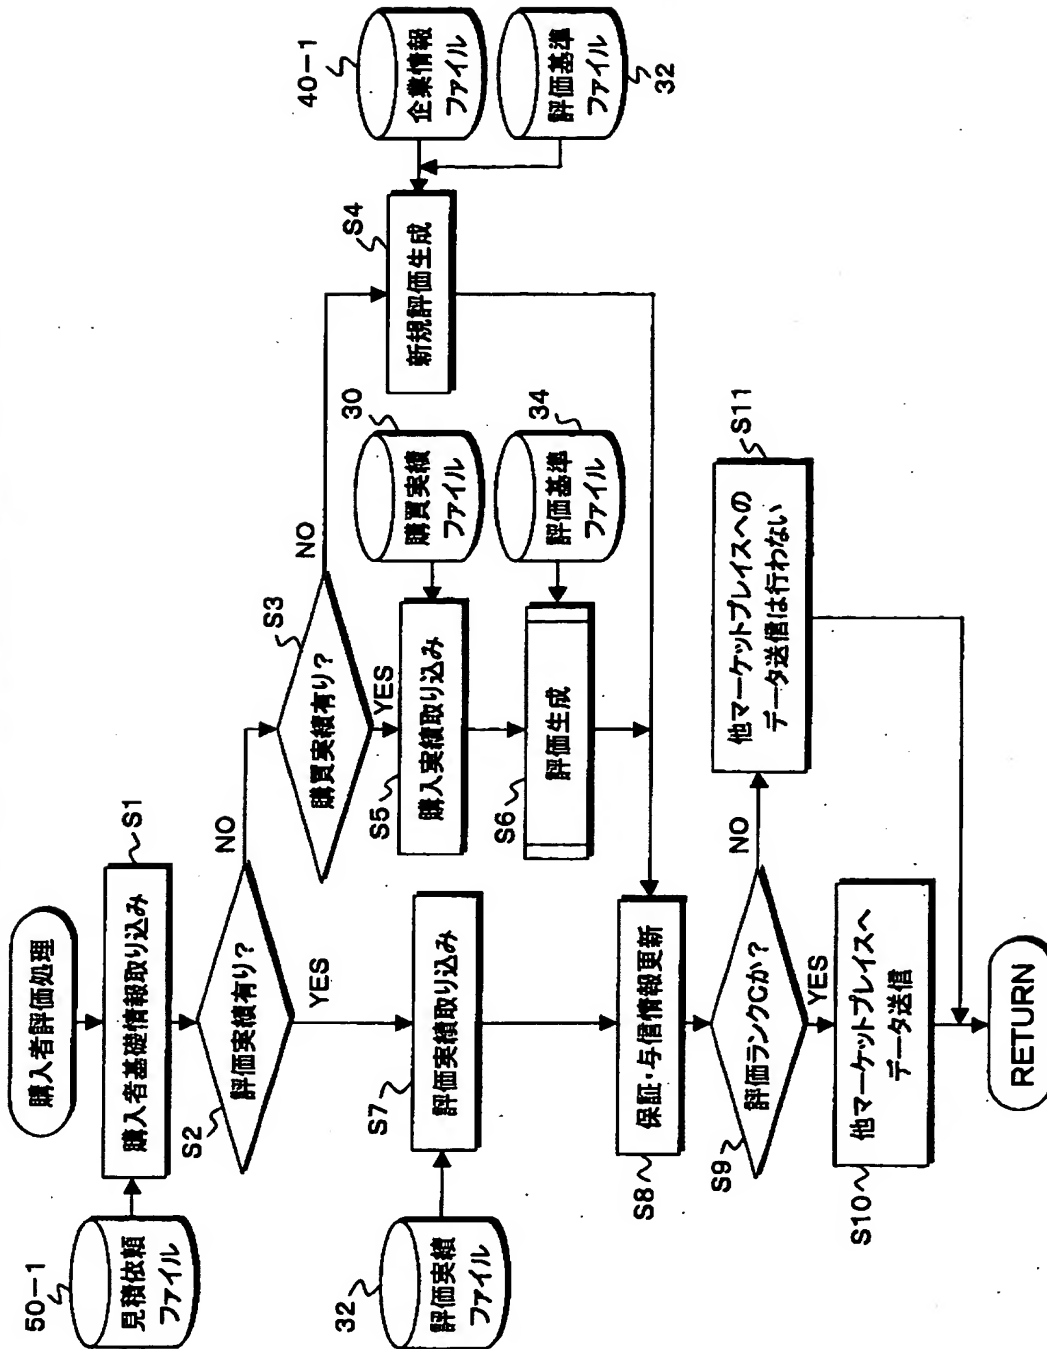 購入者評価処理
50-1
見積依頼
ファイル
購入者基礎情報取り込み
S1
S2
評価実績有り?
NO
YES
S3
購買実績有り?
NO
YES
S4
新規評価生成
40-1
企業情報
ファイル
評価基準
ファイル
32
S5
購入実績取り込み
30
購買実績
ファイル
S6
評価生成
34
評価基準
ファイル
32
評価実績
ファイル
S7
評価実績取り込み
S8
保証・与信情報更新
S9
評価ランクCか?
NO
YES
S10
他マーケットプレイスへ
データ送信
S11
他マーケットプレイスへの
データ送信は行わない
RETURN